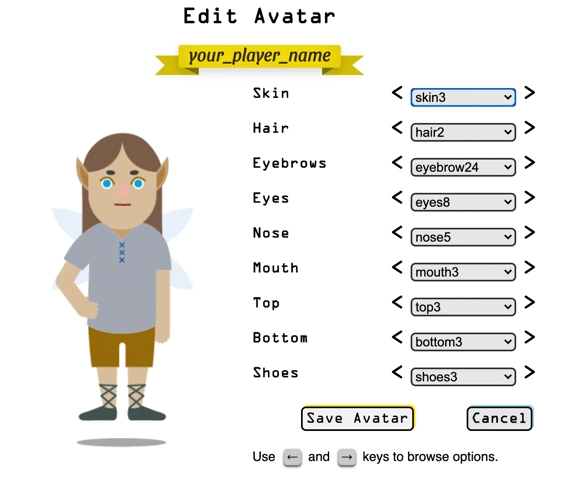 Edit Avatar
your_player_name
Skin < skin3 >
Hair < hair2 >
Eyebrows < eyebrow24 >
Eyes < eyes8 >
Nose < nose5 >
Mouth < mouth3 >
Top < top3 >
Bottom < bottom3 >
Shoes < shoes3 >
Save Avatar Cancel
Use ← and → keys to browse options.